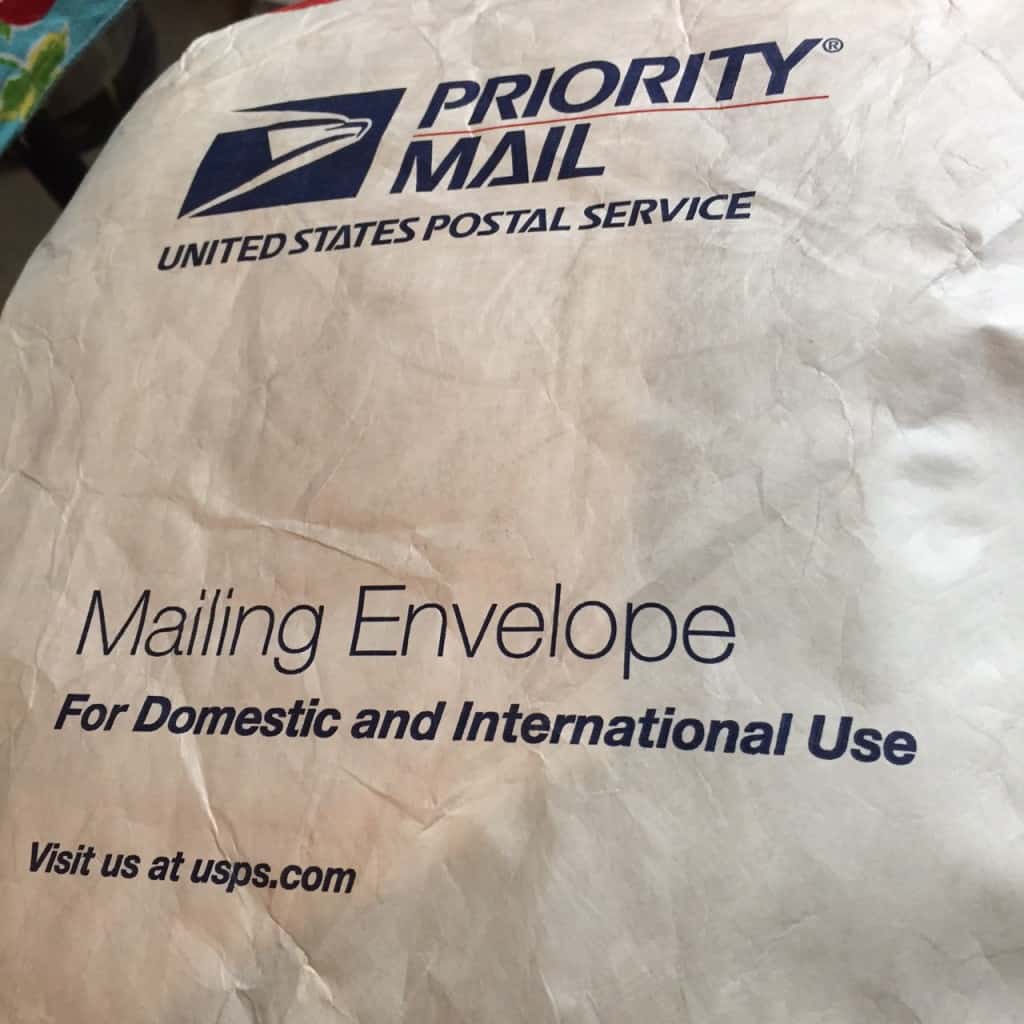 PRIORITY®
MAIL
UNITED STATES POSTAL SERVICE
Mailing Envelope
For Domestic and International Use
Visit us at usps.com